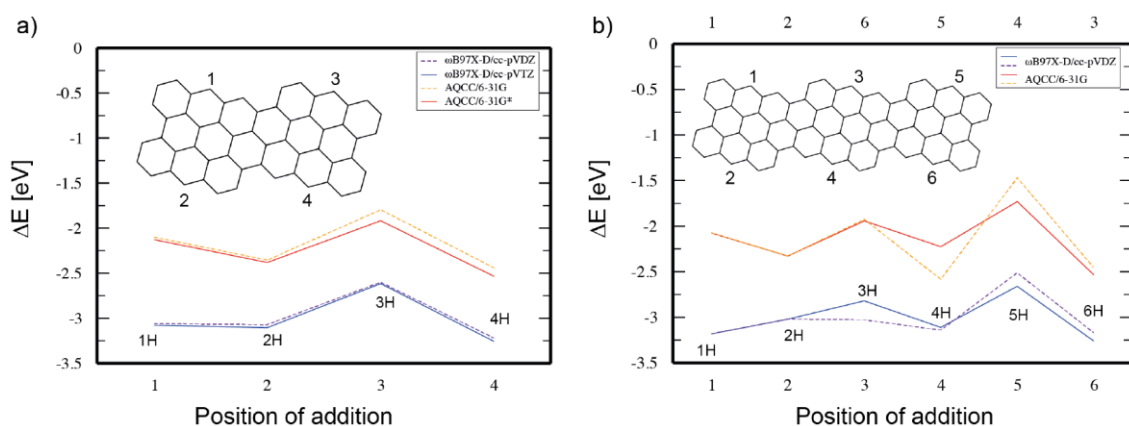 a)
0
-0.5
-1
-1.5
-2
-2.5
-3
-3.5
ΔE [eV]
ωB97X-D/cc-pVDZ
ωB97X-D/cc-pVTZ
AQCC/6-31G
AQCC/6-31G*
1
3
2
4
1H
2H
3H
4H
1 2 3 4
Position of addition
b)
1 2 6 5 4 3
0
-0.5
-1
-1.5
-2
-2.5
-3
-3.5
ΔE [eV]
ωB97X-D/cc-pVDZ
AQCC/6-31G
1 3 5
2 4 6
1H
2H
3H
4H
5H
6H
1 2 3 4 5 6
Position of addition